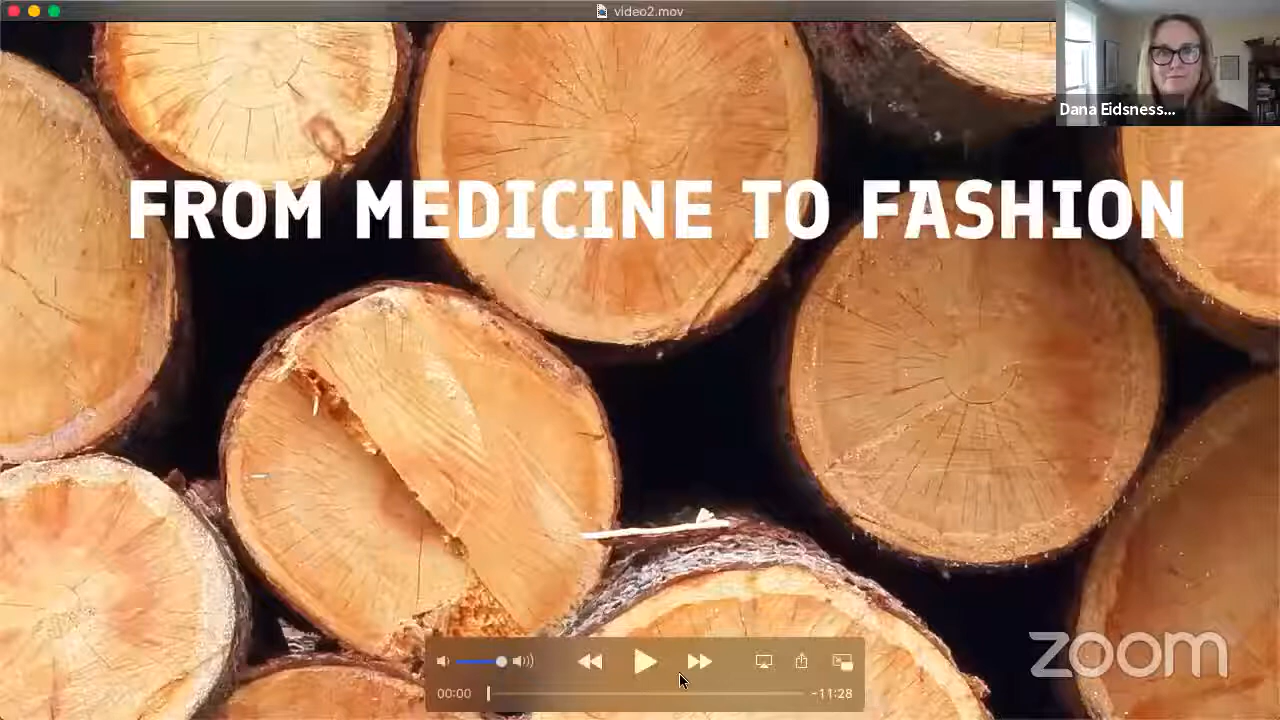 video2.mov
Dana Eidsness...
FROM MEDICINE TO FASHION
zoom
00:00
-11:28